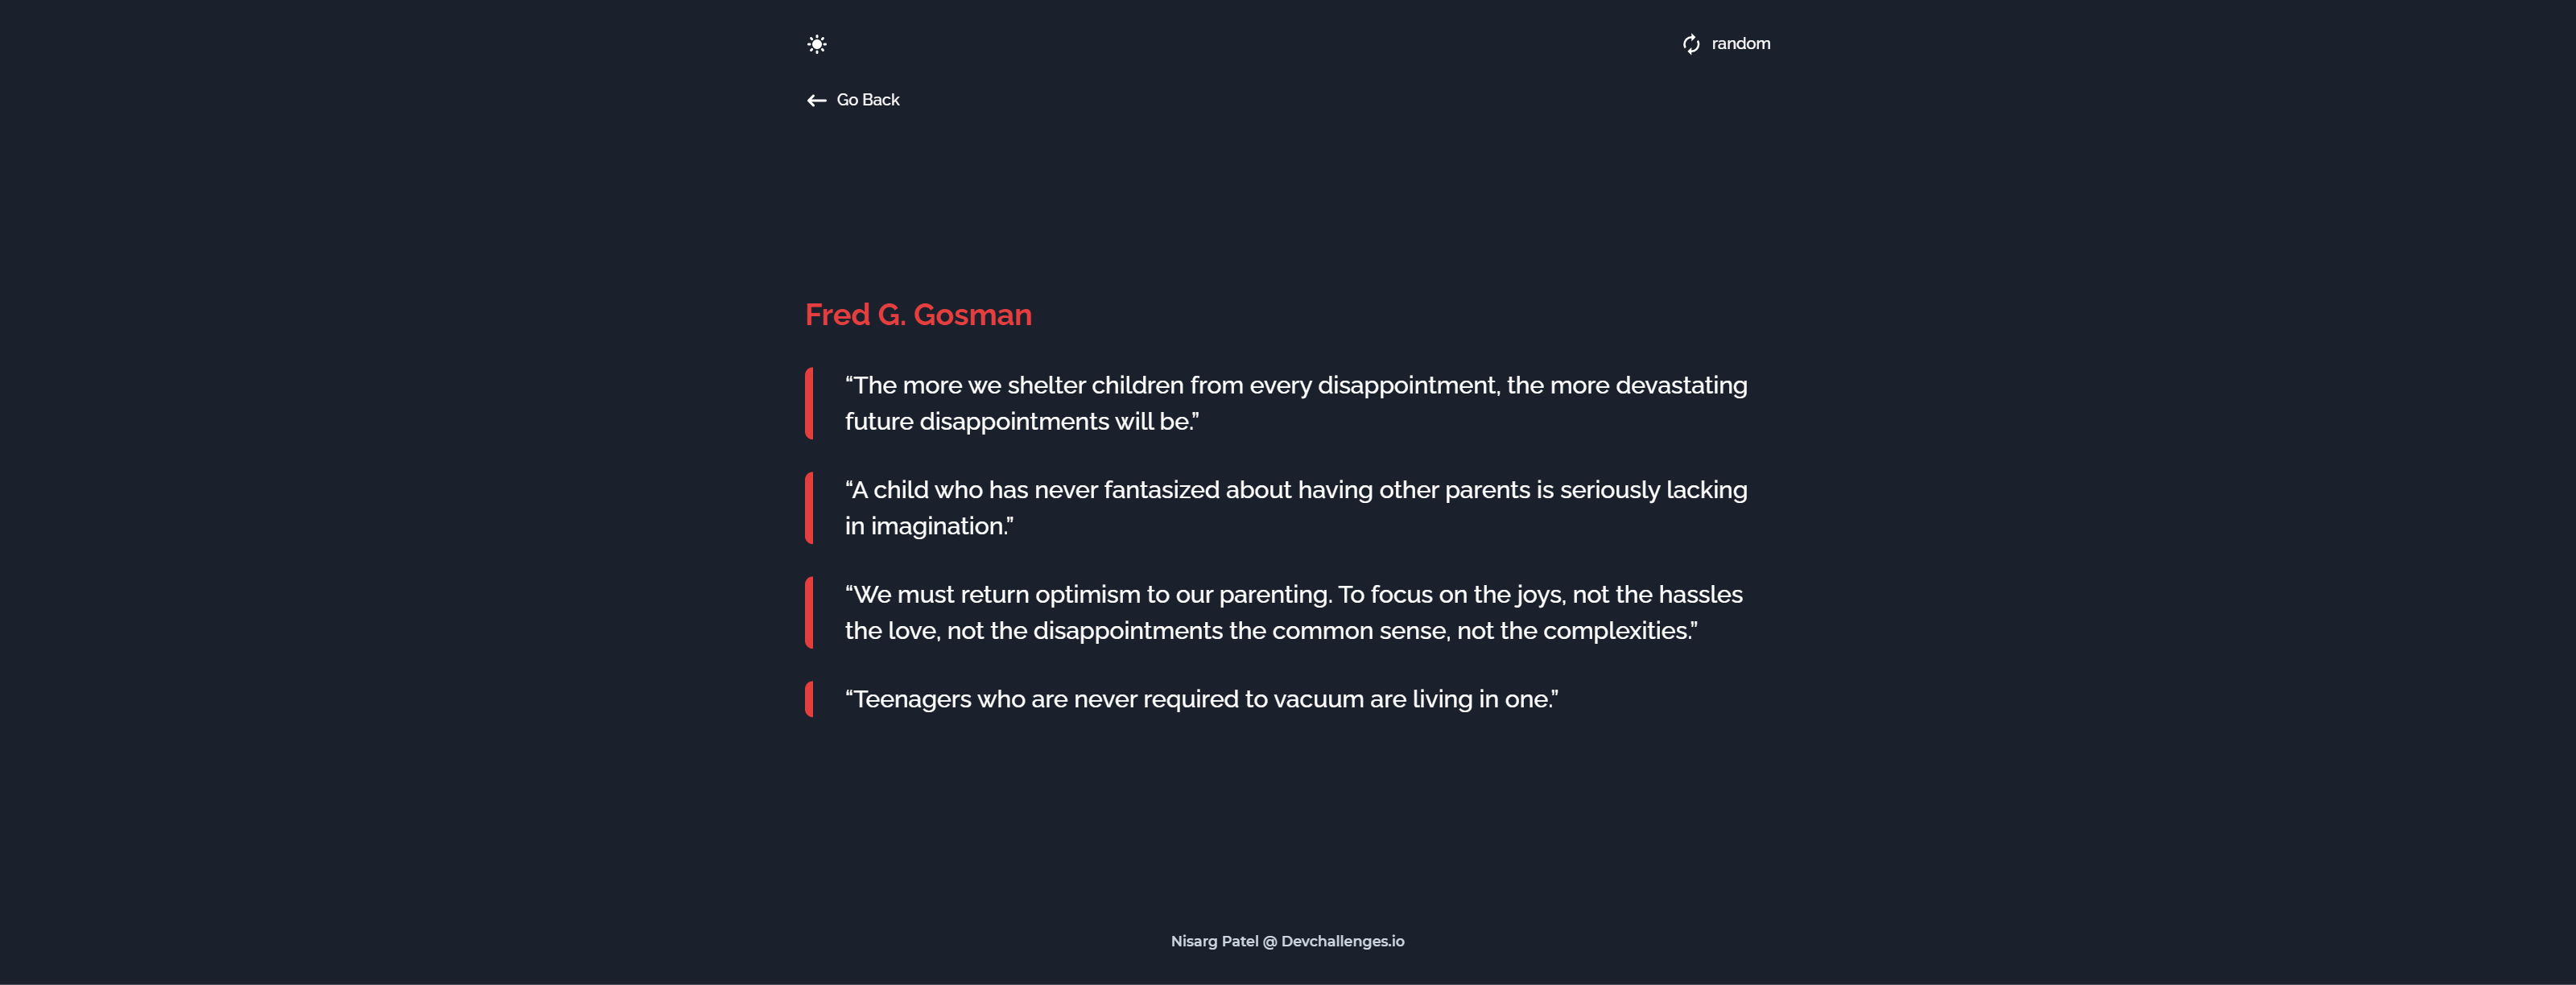 random
Go Back
Fred G. Gosman
“The more we shelter children from every disappointment, the more devastating
future disappointments will be.”
“A child who has never fantasized about having other parents is seriously lacking
in imagination.”
“We must return optimism to our parenting. To focus on the joys, not the hassles
the love, not the disappointments the common sense, not the complexities.”
“Teenagers who are never required to vacuum are living in one.”
Nisarg Patel @ Devchallenges.io